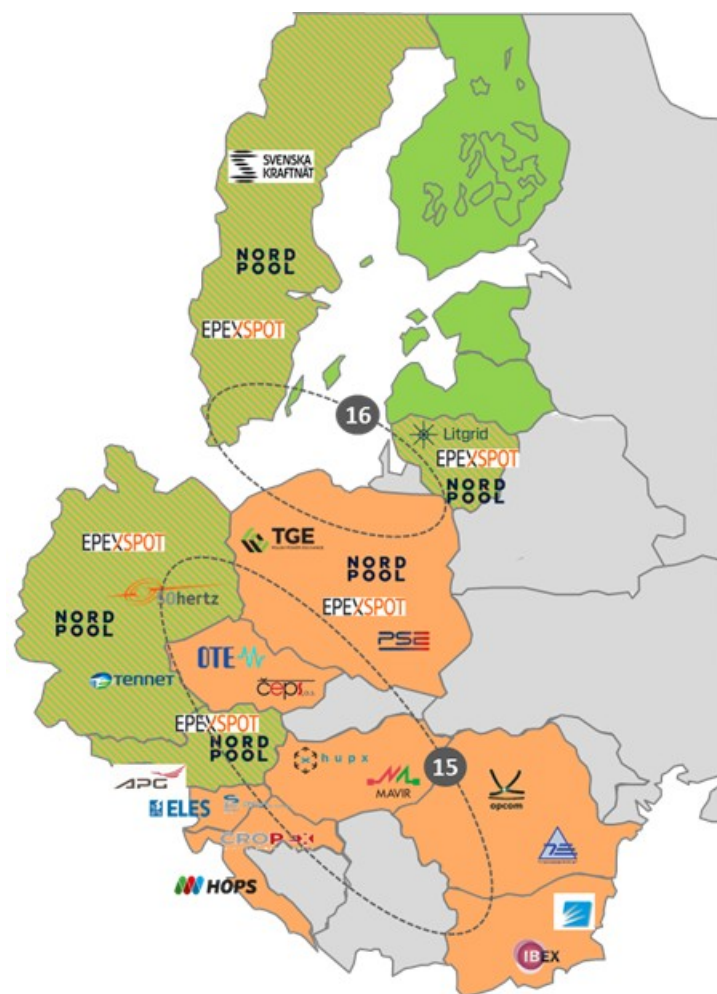 SVENSKA
KRAFTNÄT
NORD
POOL
EPEXSPOT
16
Litgrid
EPEXSPOT
NORD
POOL
TGE
EPEXSPOT
NORD
POOL
50hertz
EPEXSPOT
NORD
POOL
PSE
OTE
TENNET
čeps
EPEXSPOT
NORD
POOL
hupx
15
APG
MAVIR
opcom
ELES
CROPEX
HOPS
IBEX